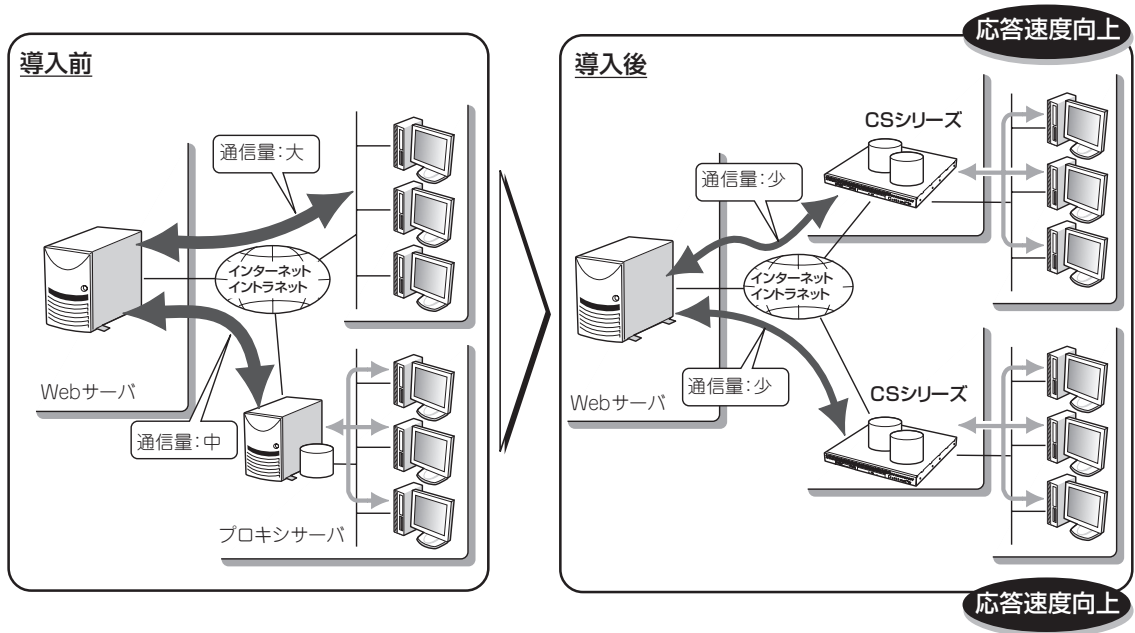 導入前
通信量:大
インターネット
イントラネット
Webサーバ
通信量:中
プロキシサーバ
応答速度向上
導入後
CSシリーズ
通信量:少
インターネット
イントラネット
通信量:少
Webサーバ
CSシリーズ
応答速度向上